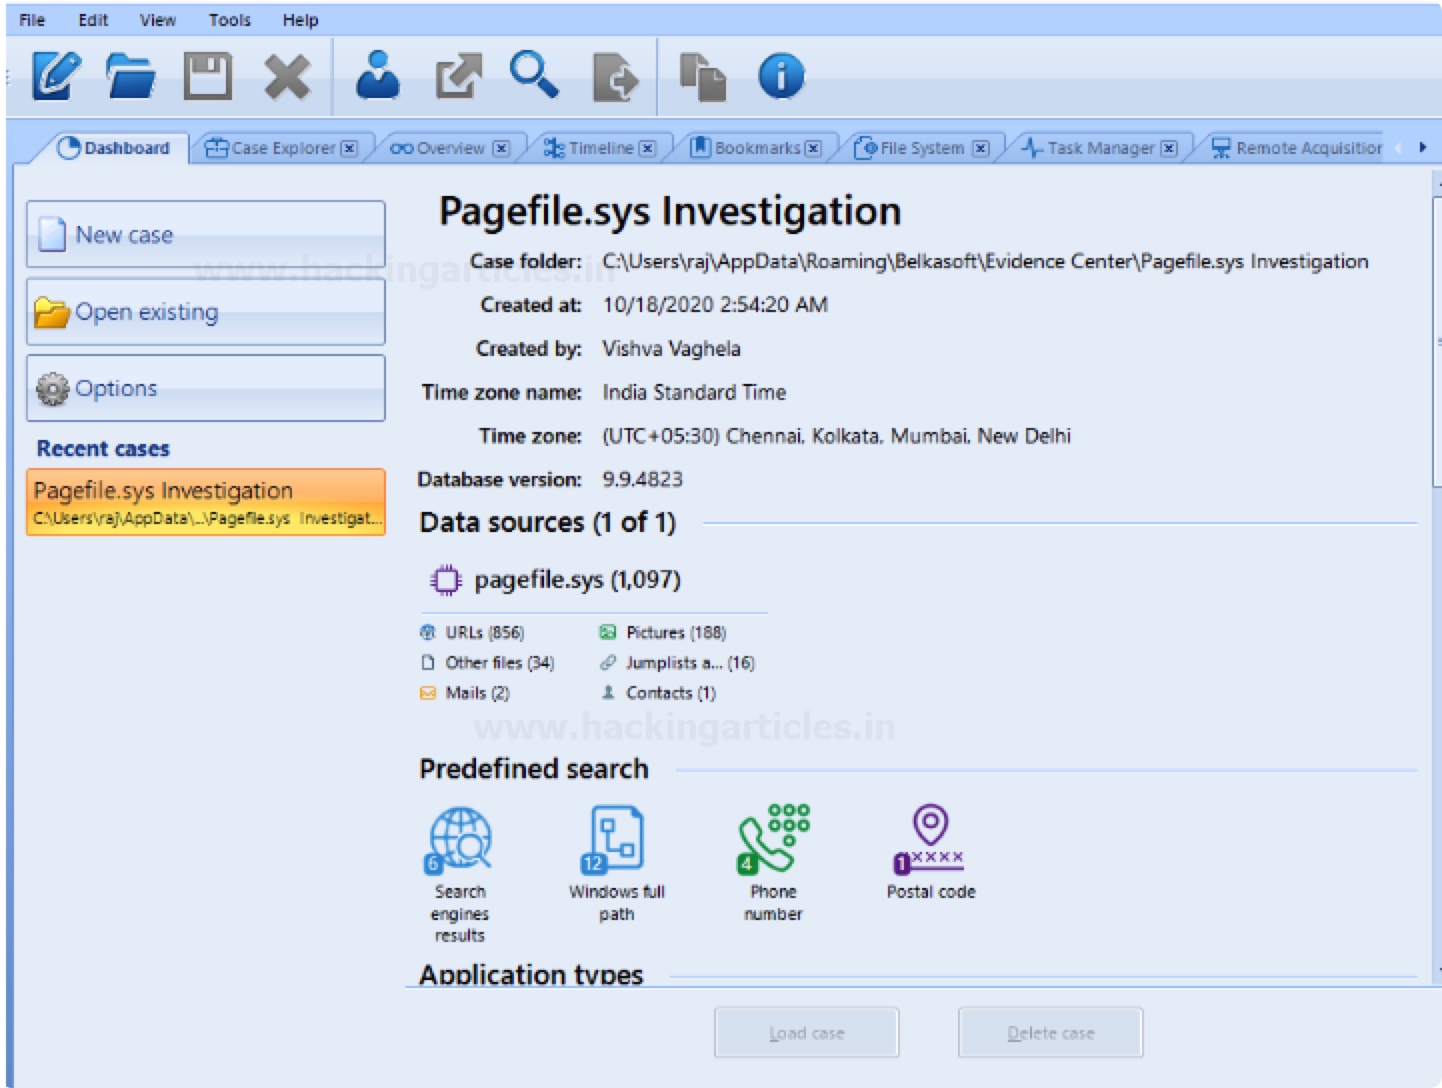 File Edit View Tools Help
Dashboard Case Explorer Overview Timeline Bookmarks File System Task Manager Remote Acquisition
New case
Open existing
Options
Recent cases
Pagefile.sys Investigation
C:\Users\raj\AppData\...\Pagefile.sys Investigat...
Pagefile.sys Investigation
www.hackingarticles.in
Case folder: C:\Users\raj\AppData\Roaming\Belkasoft\Evidence Center\Pagefile.sys Investigation
Created at: 10/18/2020 2:54:20 AM
Created by: Vishva Vaghela
Time zone name: India Standard Time
Time zone: (UTC+05:30) Chennai, Kolkata, Mumbai, New Delhi
Database version: 9.9.4823
Data sources (1 of 1)
pagefile.sys (1,097)
URLs (856) Pictures (188)
Other files (34) Jumplists a... (16)
Mails (2) Contacts (1)
www.hackingarticles.in
Predefined search
6 12 4 1 xxxx
Search engines results
Windows full path
Phone number
Postal code
Application types
Load case Delete case